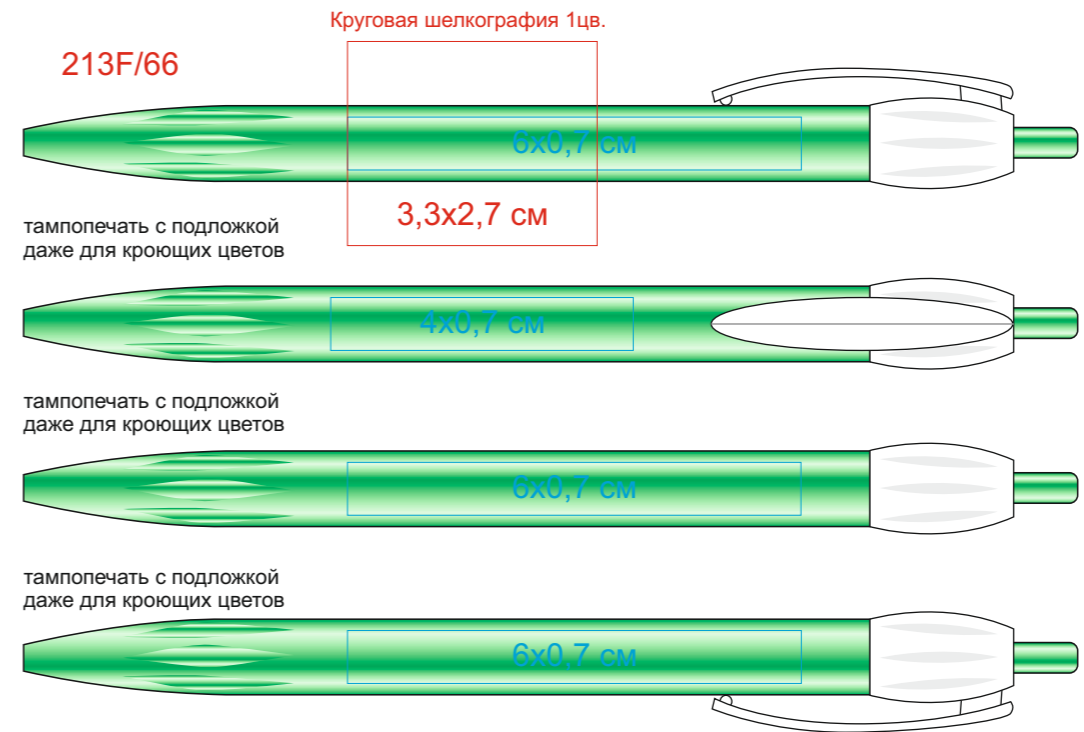 Круговая шелкография 1цв.
213F/66
6х0,7 см
3,3х2,7 см
тампопечать с подложкой
даже для кроющих цветов
4х0,7 см
тампопечать с подложкой
даже для кроющих цветов
6х0,7 см
тампопечать с подложкой
даже для кроющих цветов
6х0,7 см